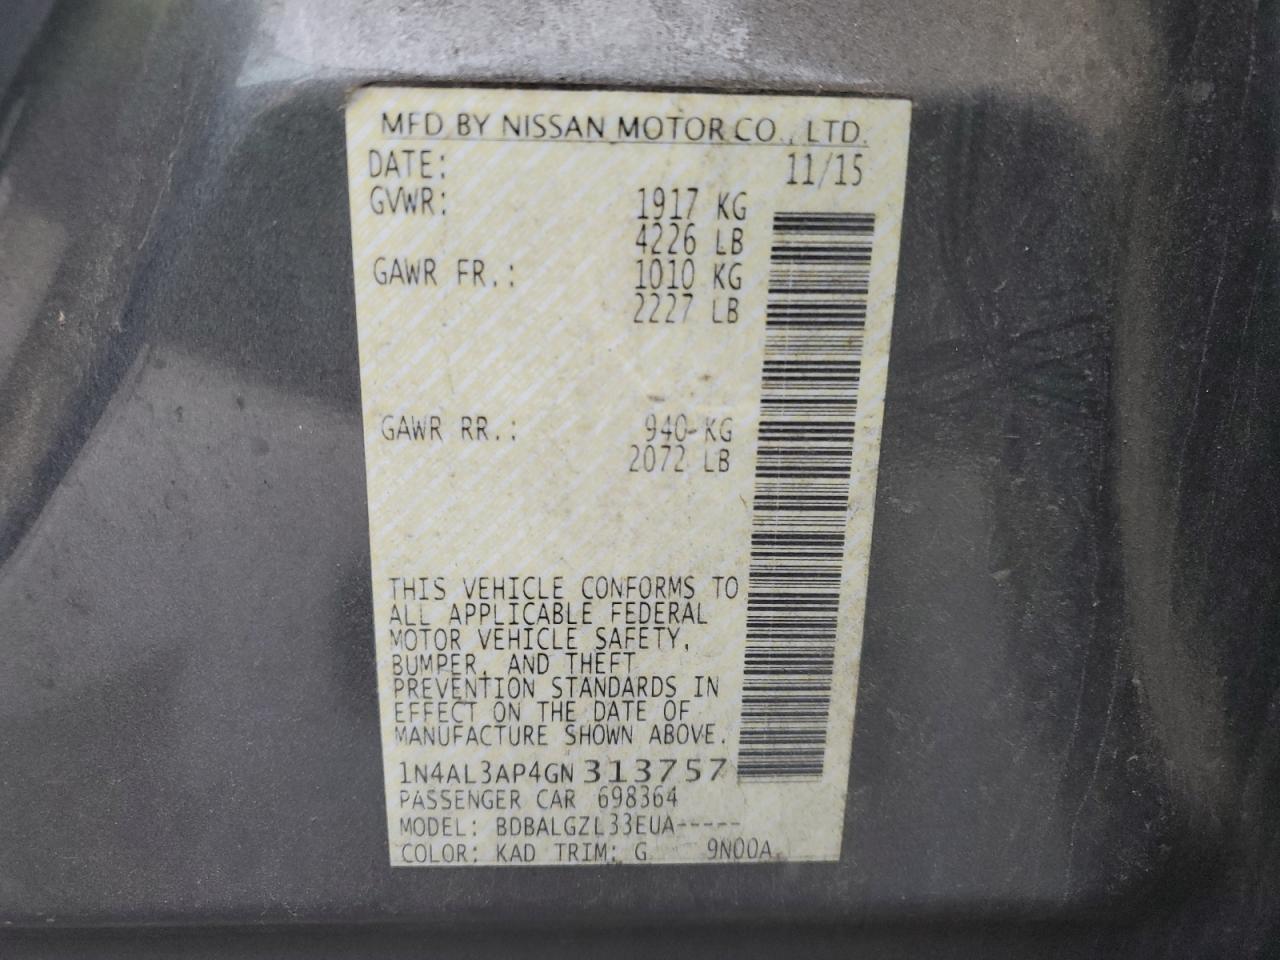 MFD BY NISSAN MOTOR CO., LTD.
DATE: 11/15
GVWR: 1917 KG
4226 LB
GAWR FR.: 1010 KG
2227 LB
GAWR RR.: 940 KG
2072 LB
THIS VEHICLE CONFORMS TO
ALL APPLICABLE FEDERAL
MOTOR VEHICLE SAFETY,
BUMPER, AND THEFT
PREVENTION STANDARDS IN
EFFECT ON THE DATE OF
MANUFACTURE SHOWN ABOVE.
1N4AL3AP4GN313757
PASSENGER CAR 698364
MODEL: BDBALGZL33EUA-----
COLOR: KAD TRIM: G 9N00A